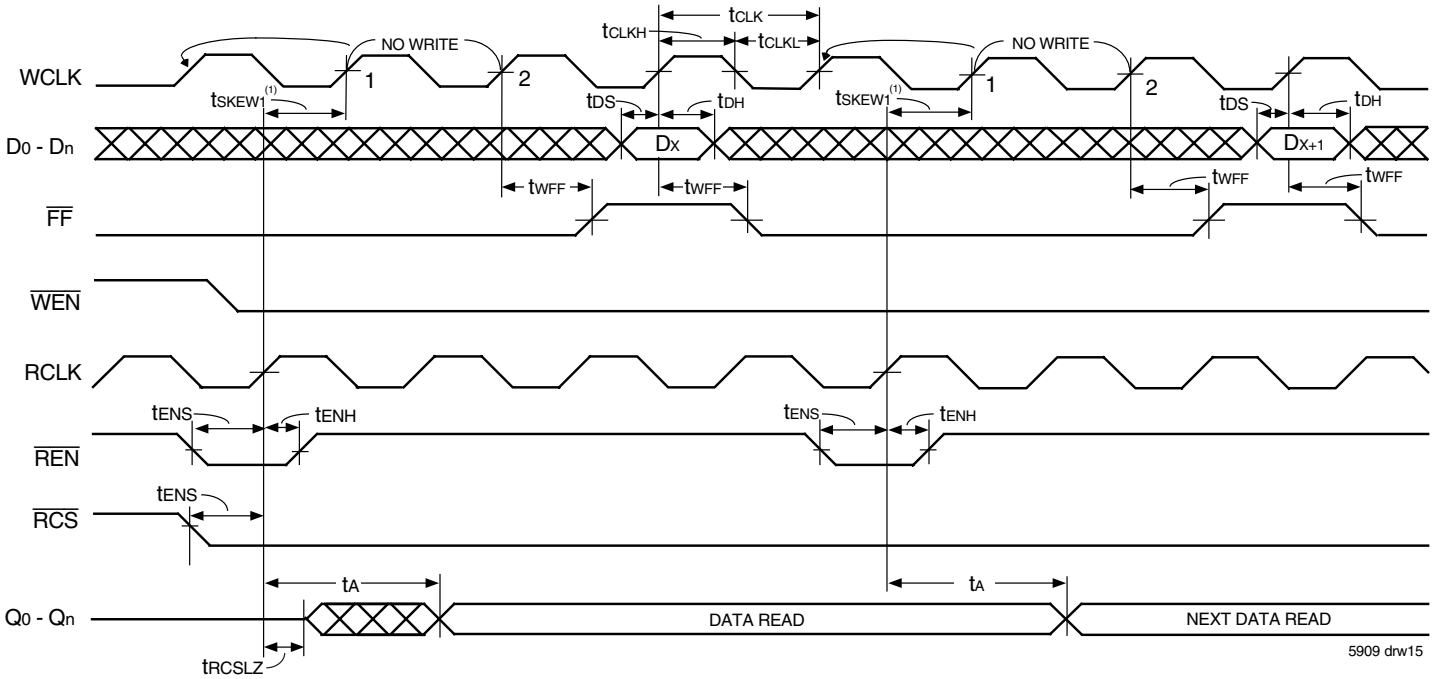 tCLK
tCLKH
tCLKL
NO WRITE
NO WRITE
WCLK
1
2
1
2
tSKEW1(1)
tDS
tDH
tSKEW1(1)
tDS
tDH
D0 - Dn
DX
DX+1
tWFF
tWFF
tWFF
tWFF
FF
WEN
RCLK
tENS
tENH
tENS
tENH
REN
tENS
RCS
tA
tA
Q0 - Qn
DATA READ
NEXT DATA READ
tRCSLZ
5909 drw15